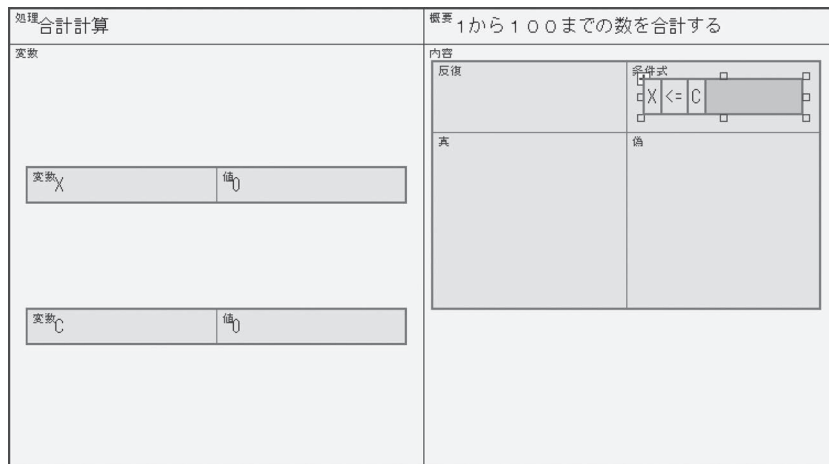 処理 合計計算
概要 1から１００までの数を合計する
変数
内容
反復
条件式
X <= C
真
偽
変数 X
値 0
変数 C
値 0